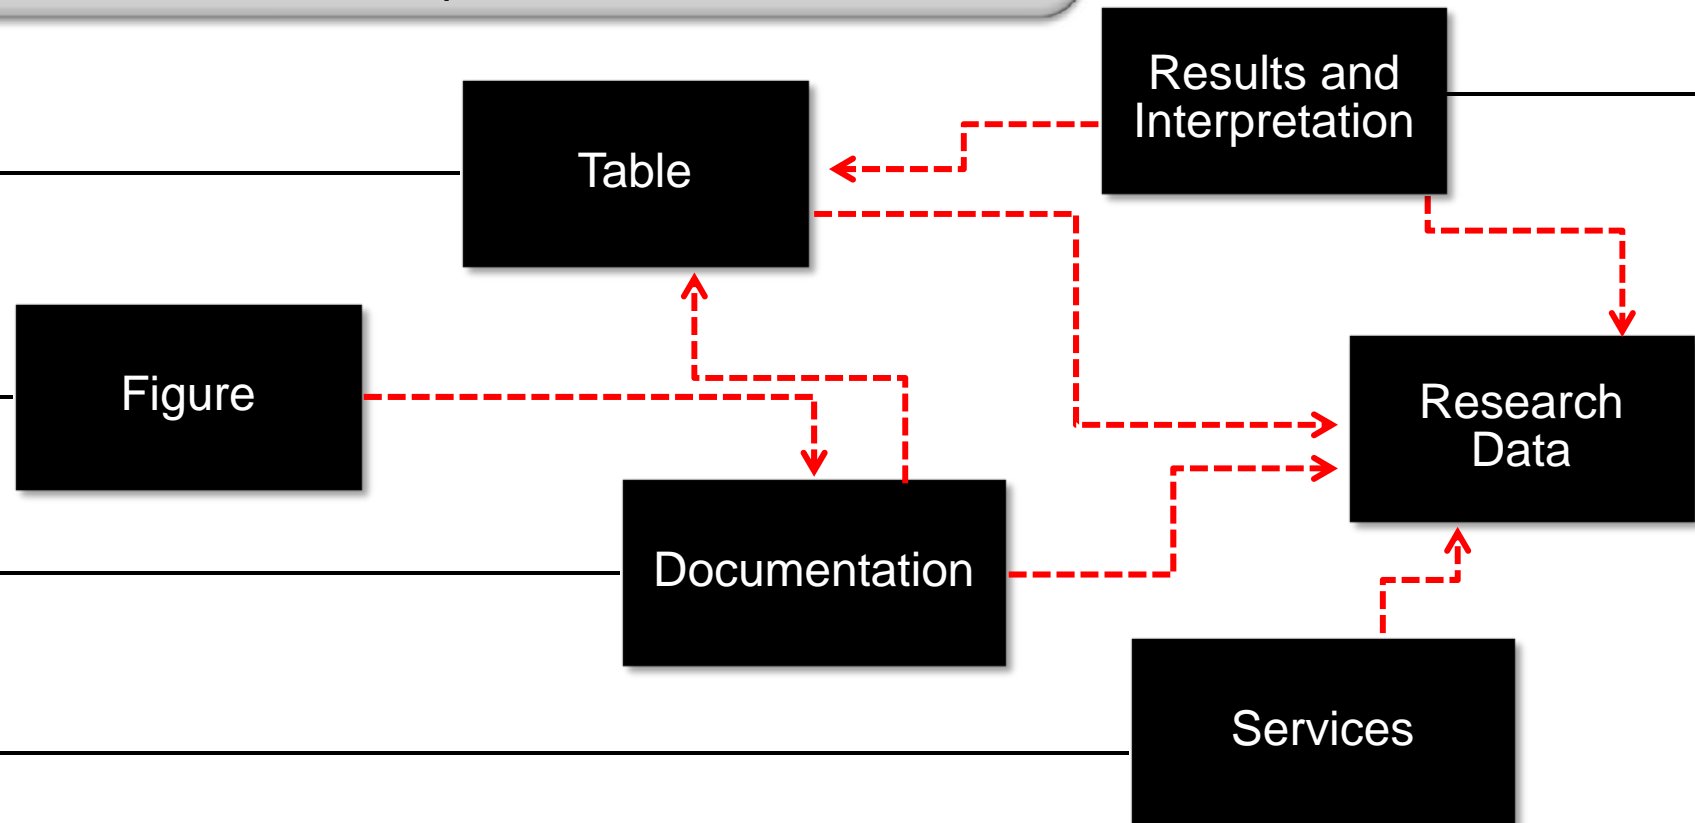 Results and
Interpretation
Table
Figure
Research
Data
Documentation
Services